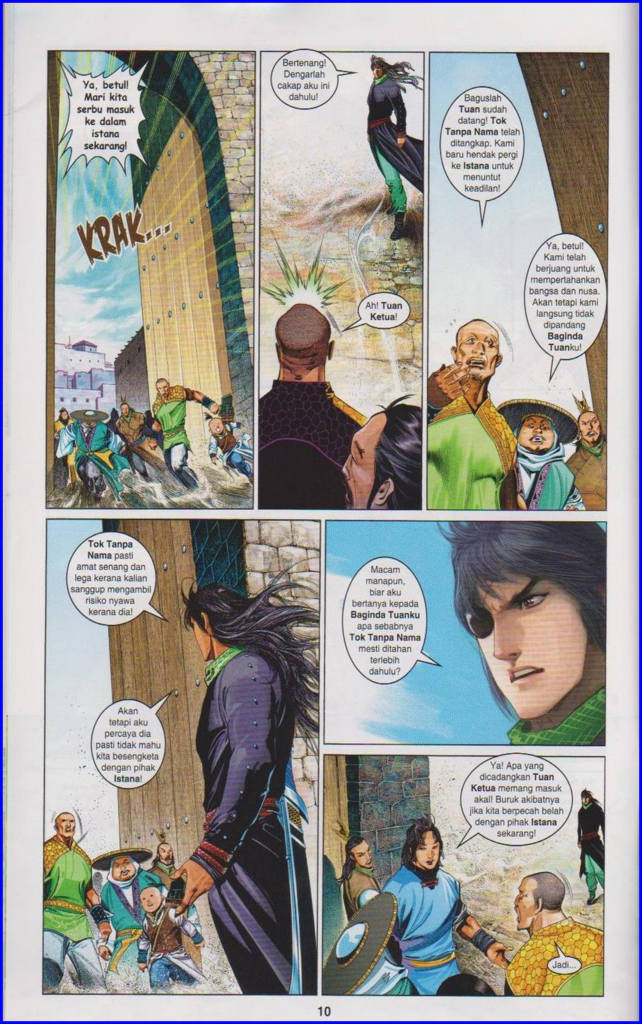 Ya, betul!
Mari kita
serbu masuk
ke dalam
istana
sekarang!
KRAK...
Bertenang!
Dengarlah
cakap aku ini
dahulu!
Ah! Tuan
Ketua!
Baguslah
Tuan sudah
datang! Tok
Tanpa Nama telah
ditangkap. Kami
baru hendak pergi
ke Istana untuk
menuntut
keadilan!
Ya, betul!
Kami telah
berjuang untuk
mempertahankan
bangsa dan nusa.
Akan tetapi kami
langsung tidak
dipandang
Baginda
Tuanku!
Tok Tanpa
Nama pasti
amat senang dan
lega kerana kalian
sanggup mengambil
risiko nyawa
kerana dia!
Akan
tetapi aku
percaya dia
pasti tidak mahu
kita besengketa
dengan pihak
Istana!
Macam
manapun,
biar aku
bertanya kepada
Baginda Tuanku
apa sebabnya
Tok Tanpa Nama
mesti ditahan
terlebih
dahulu?
Ya! Apa yang
dicadangkan Tuan
Ketua memang masuk
akal! Buruk akibatnya
jika kita berpecah belah
dengan pihak Istana
sekarang!
Jadi...
10